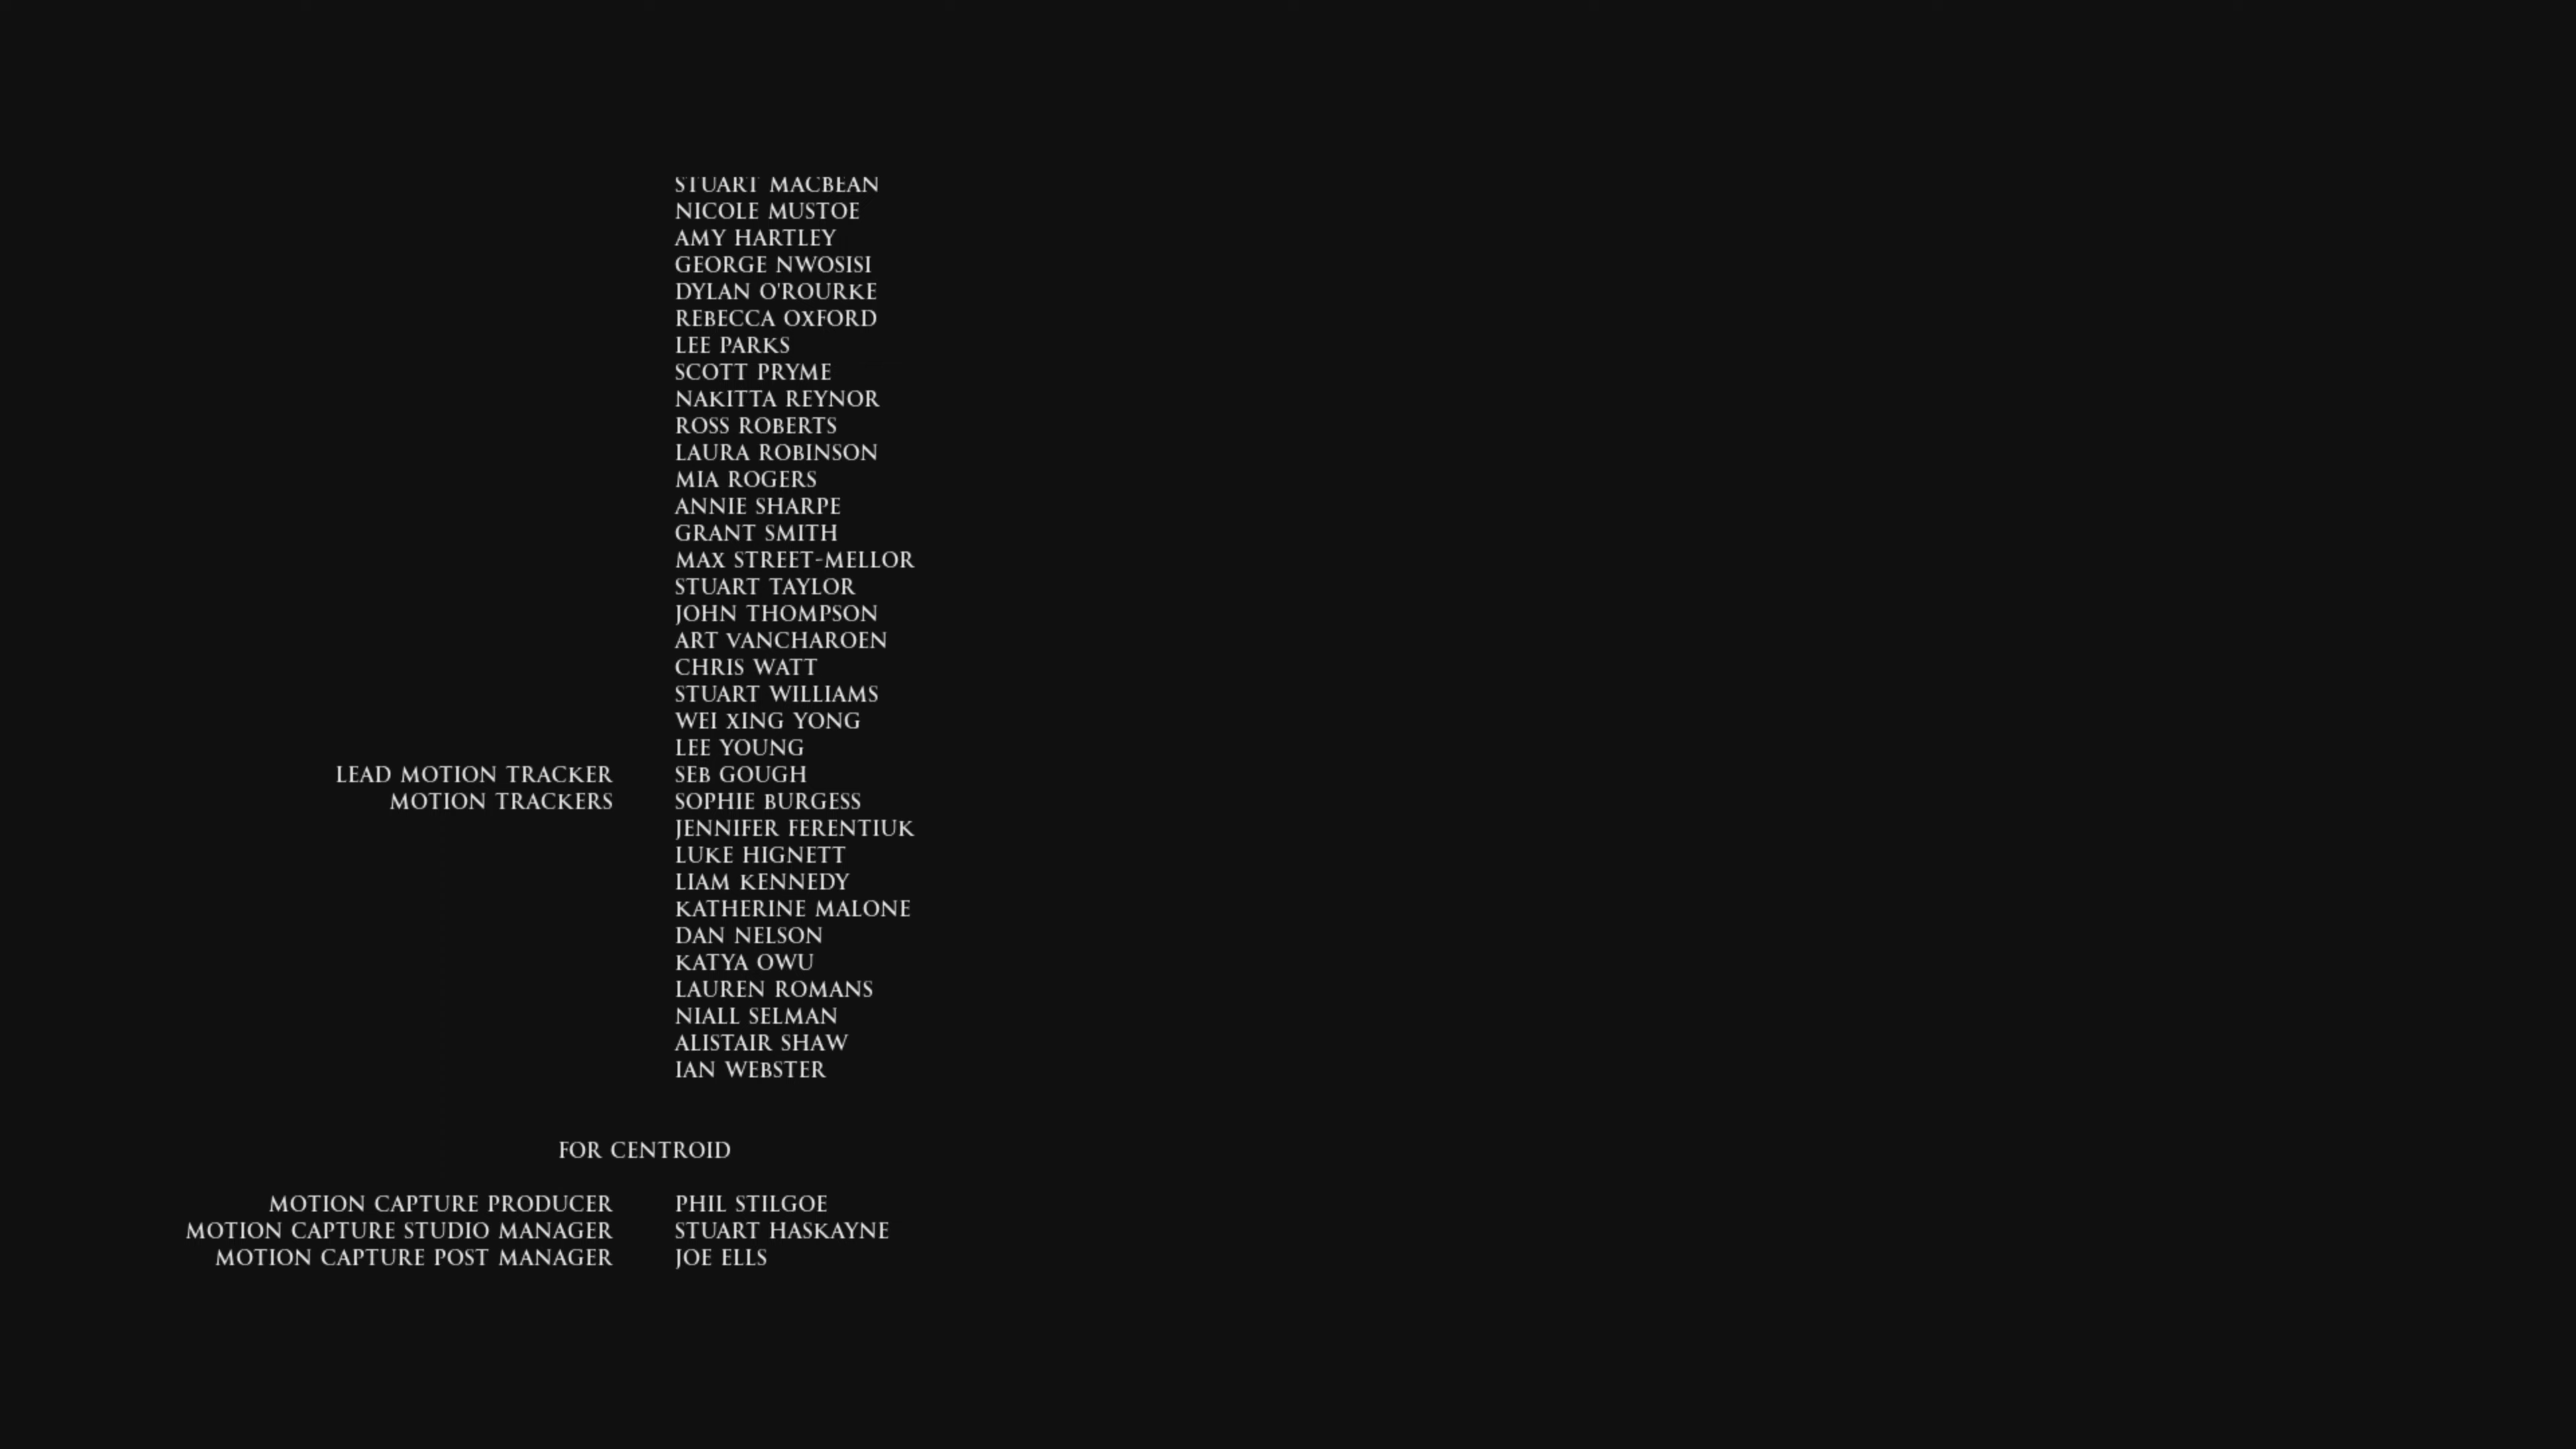 STUART MACBEAN
NICOLE MUSTOE
AMY HARTLEY
GEORGE NWOSISI
DYLAN O'ROURKE
REBECCA OXFORD
LEE PARKS
SCOTT PRYME
NAKITTA REYNOR
ROSS ROBERTS
LAURA ROBINSON
MIA ROGERS
ANNIE SHARPE
GRANT SMITH
MAX STREET-MELLOR
STUART TAYLOR
JOHN THOMPSON
ART VANCHAROEN
CHRIS WATT
STUART WILLIAMS
WEI XING YONG
LEE YOUNG
LEAD MOTION TRACKER SEB GOUGH
MOTION TRACKERS SOPHIE BURGESS
JENNIFER FERENTIUK
LUKE HIGNETT
LIAM KENNEDY
KATHERINE MALONE
DAN NELSON
KATYA OWU
LAUREN ROMANS
NIALL SELMAN
ALISTAIR SHAW
IAN WEBSTER
FOR CENTROID
MOTION CAPTURE PRODUCER PHIL STILGOE
MOTION CAPTURE STUDIO MANAGER STUART HASKAYNE
MOTION CAPTURE POST MANAGER JOE ELLS